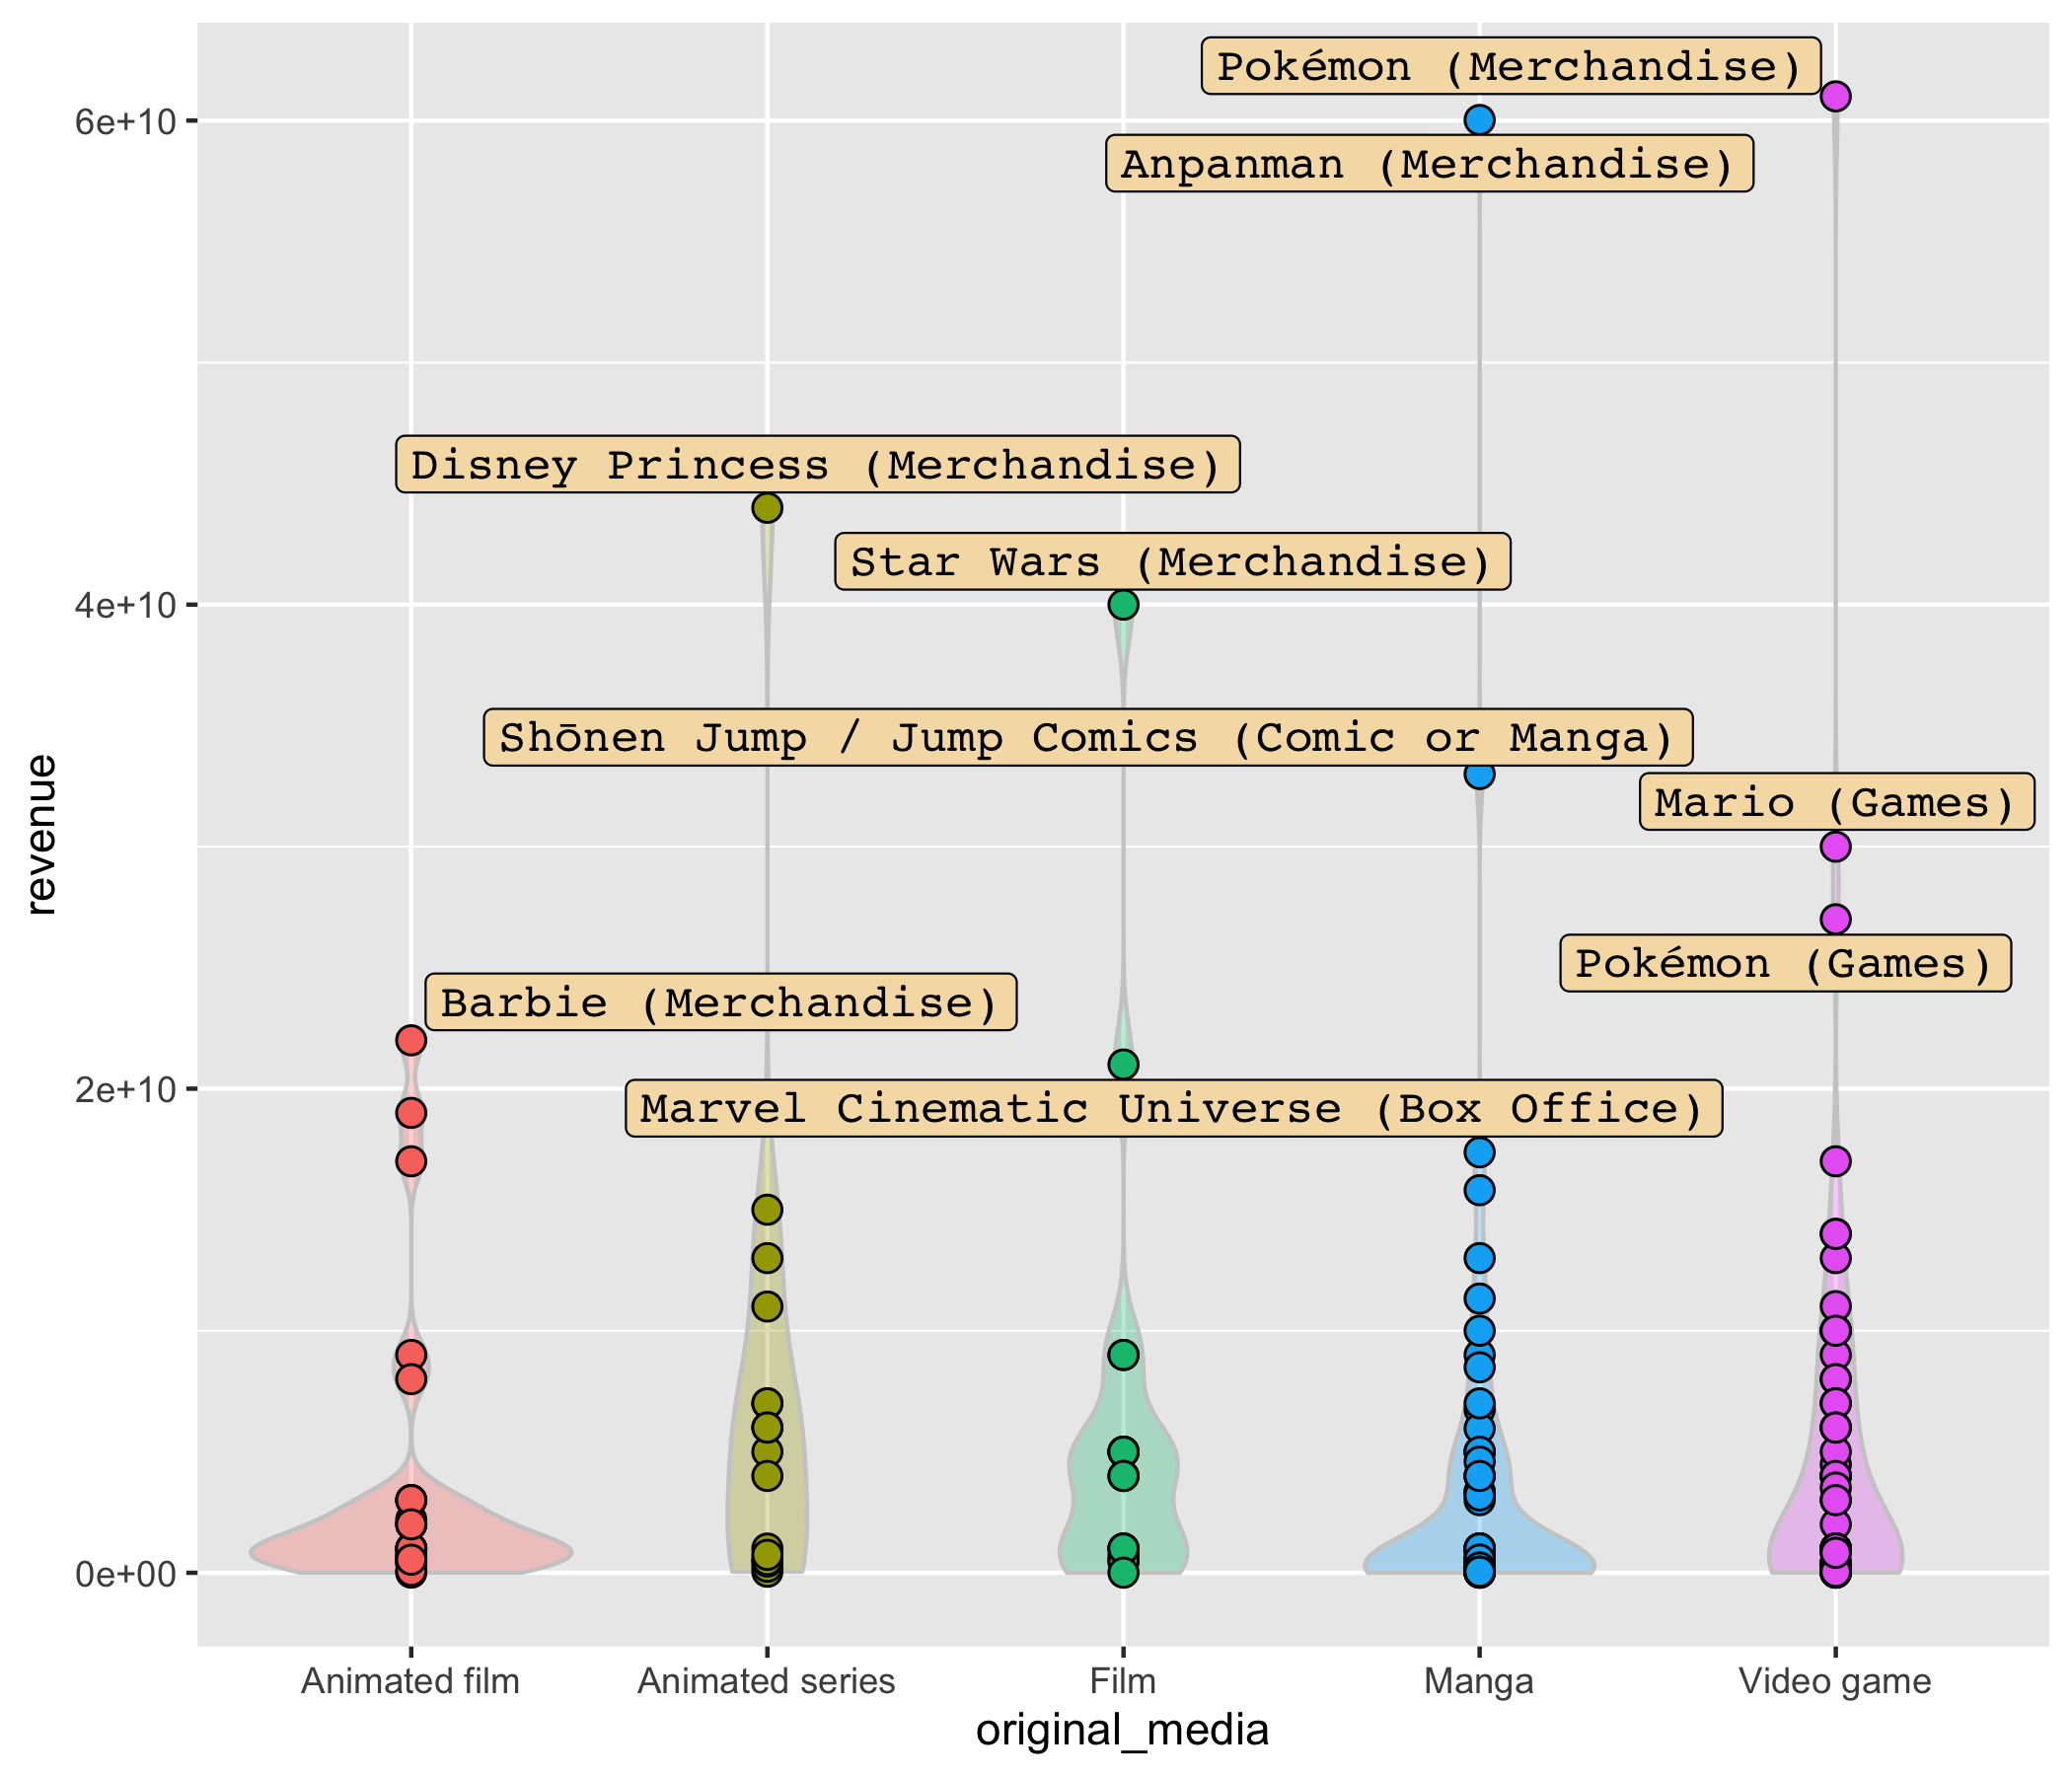 Pokémon (Merchandise)
6e+10
Anpanman (Merchandise)
Disney Princess (Merchandise)
Star Wars (Merchandise)
4e+10
Shōnen Jump / Jump Comics (Comic or Manga)
Mario (Games)
revenue
Pokémon (Games)
Barbie (Merchandise)
2e+10
Marvel Cinematic Universe (Box Office)
0e+00
Animated film
Animated series
Film
Manga
Video game
original_media